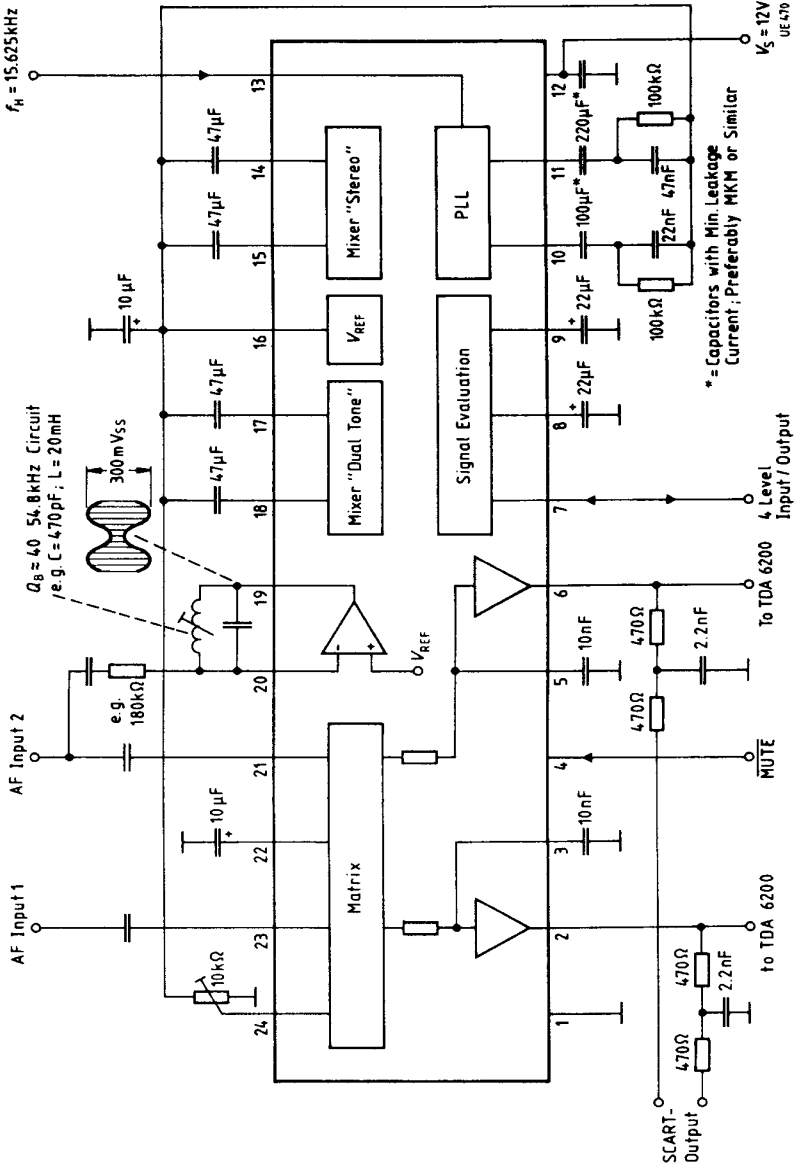 AF Input 1
AF Input 2
Q_B ≈ 40 54.8kHz Circuit
e.g. C = 470pF; L = 20mH
300mVss
f_H = 15.625kHz
e.g.
180kΩ
10µF
+
10kΩ
47µF
47µF
10µF
+
47µF
47µF
24
23
22
21
20
19
18
17
16
15
14
13
Matrix
-
+
V_REF
Mixer "Dual Tone"
V_REF
Mixer "Stereo"
Signal Evaluation
PLL
1
2
3
4
5
6
7
8
9
10
11
12
10nF
10nF
22µF
+
22µF
+
100µF*
220µF*
100kΩ
22nF
47nF
100kΩ
470Ω
470Ω
2.2nF
470Ω
470Ω
2.2nF
SCART-
Output
to TDA 6200
MUTE
To TDA 6200
4 Level
Input / Output
* = Capacitors with Min. Leakage
Current; Preferably MKM or Similar
V_S = 12V
UE470